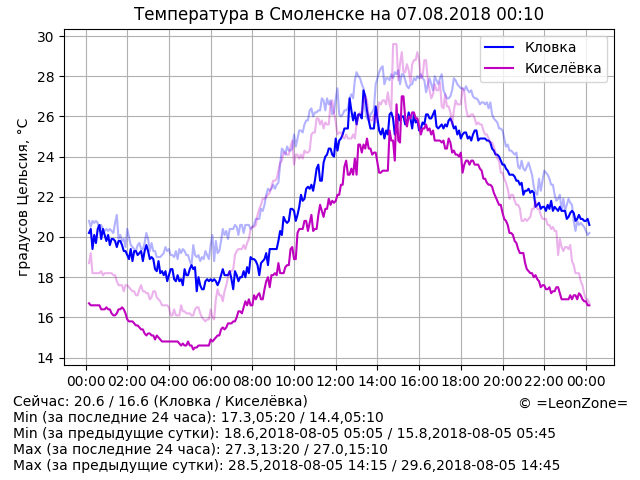 Температура в Смоленске на 07.08.2018 00:10
градусов Цельсия, °C
30
28
26
24
22
20
18
16
14
Кловка
Киселёвка
00:00 02:00 04:00 06:00 08:00 10:00 12:00 14:00 16:00 18:00 20:00 22:00 00:00
Сейчас: 20.6 / 16.6 (Кловка / Киселёвка)
© =LeonZone=
Min (за последние 24 часа): 17.3,05:20 / 14.4,05:10
Min (за предыдущие сутки): 18.6,2018-08-05 05:05 / 15.8,2018-08-05 05:45
Max (за последние 24 часа): 27.3,13:20 / 27.0,15:10
Max (за предыдущие сутки): 28.5,2018-08-05 14:15 / 29.6,2018-08-05 14:45